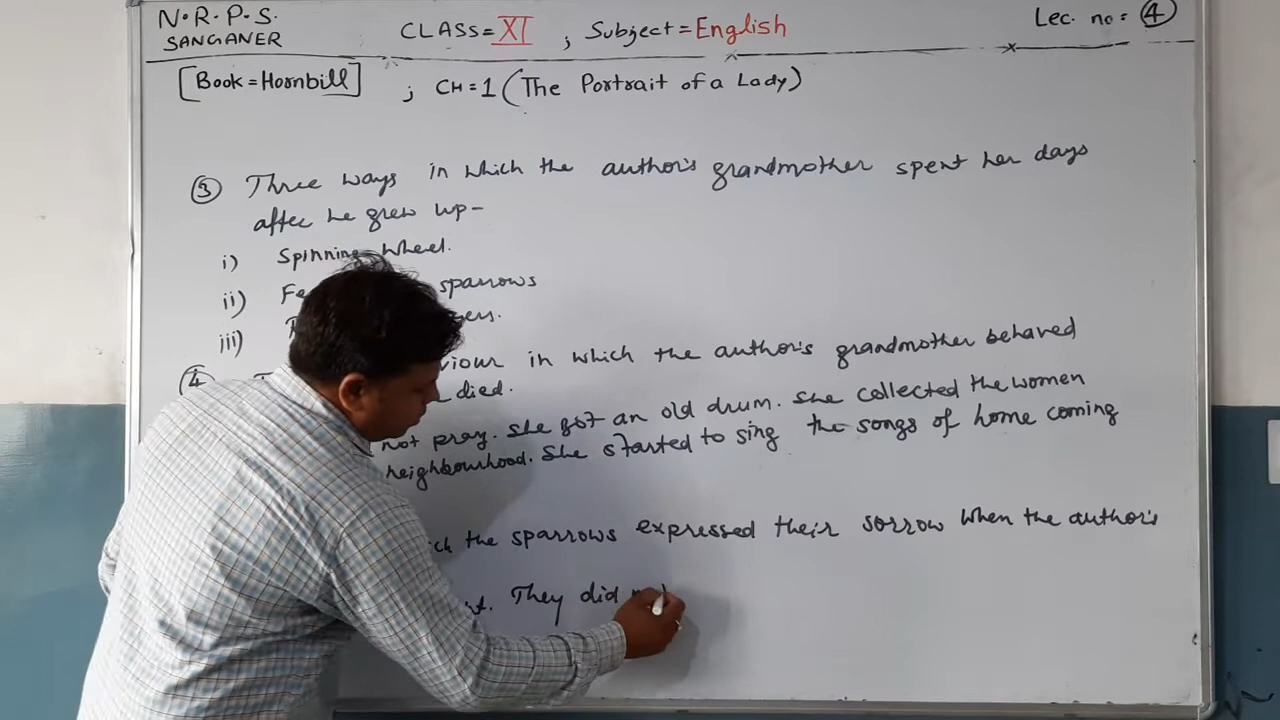 N.R.P.S.
SANGANER
CLASS=XI ; Subject=English
Lec. no: 4
[Book=Hornbill] ; CH=1 (The Portrait of a Lady)
3 Three ways in which the author's grandmother spent her days
after he grew up-
i) Spinning wheel.
ii) sparrows
iii)
4 in which the author's grandmother behaved
died.
not pray. She got an old drum. She collected the women
neighbourhood. She started to sing the songs of home coming
the sparrows expressed their sorrow when the author's
They did